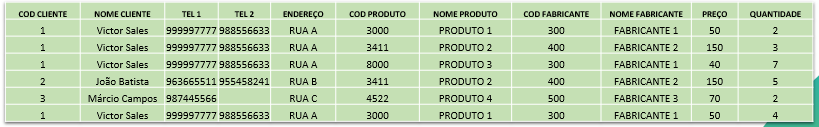 COD CLIENTE NOME CLIENTE TEL 1 TEL 2 ENDEREÇO COD PRODUTO NOME PRODUTO COD FABRICANTE NOME FABRICANTE PREÇO QUANTIDADE
1 Victor Sales 999997777 988556633 RUA A 3000 PRODUTO 1 300 FABRICANTE 1 50 2
1 Victor Sales 999997777 988556633 RUA A 3411 PRODUTO 2 400 FABRICANTE 2 150 3
1 Victor Sales 999997777 988556633 RUA A 8000 PRODUTO 3 300 FABRICANTE 1 40 7
2 João Batista 963665511 955458241 RUA B 3411 PRODUTO 2 400 FABRICANTE 2 150 5
3 Márcio Campos 987445566 RUA C 4522 PRODUTO 4 500 FABRICANTE 3 70 2
1 Victor Sales 999997777 988556633 RUA A 3000 PRODUTO 1 300 FABRICANTE 1 50 4